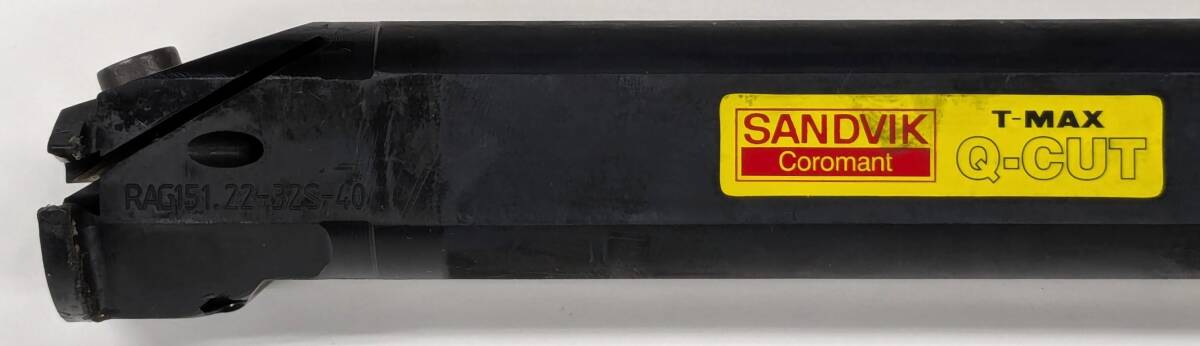 RAG151.22-32S-40
SANDVIK
Coromant
T-MAX
Q-CUT